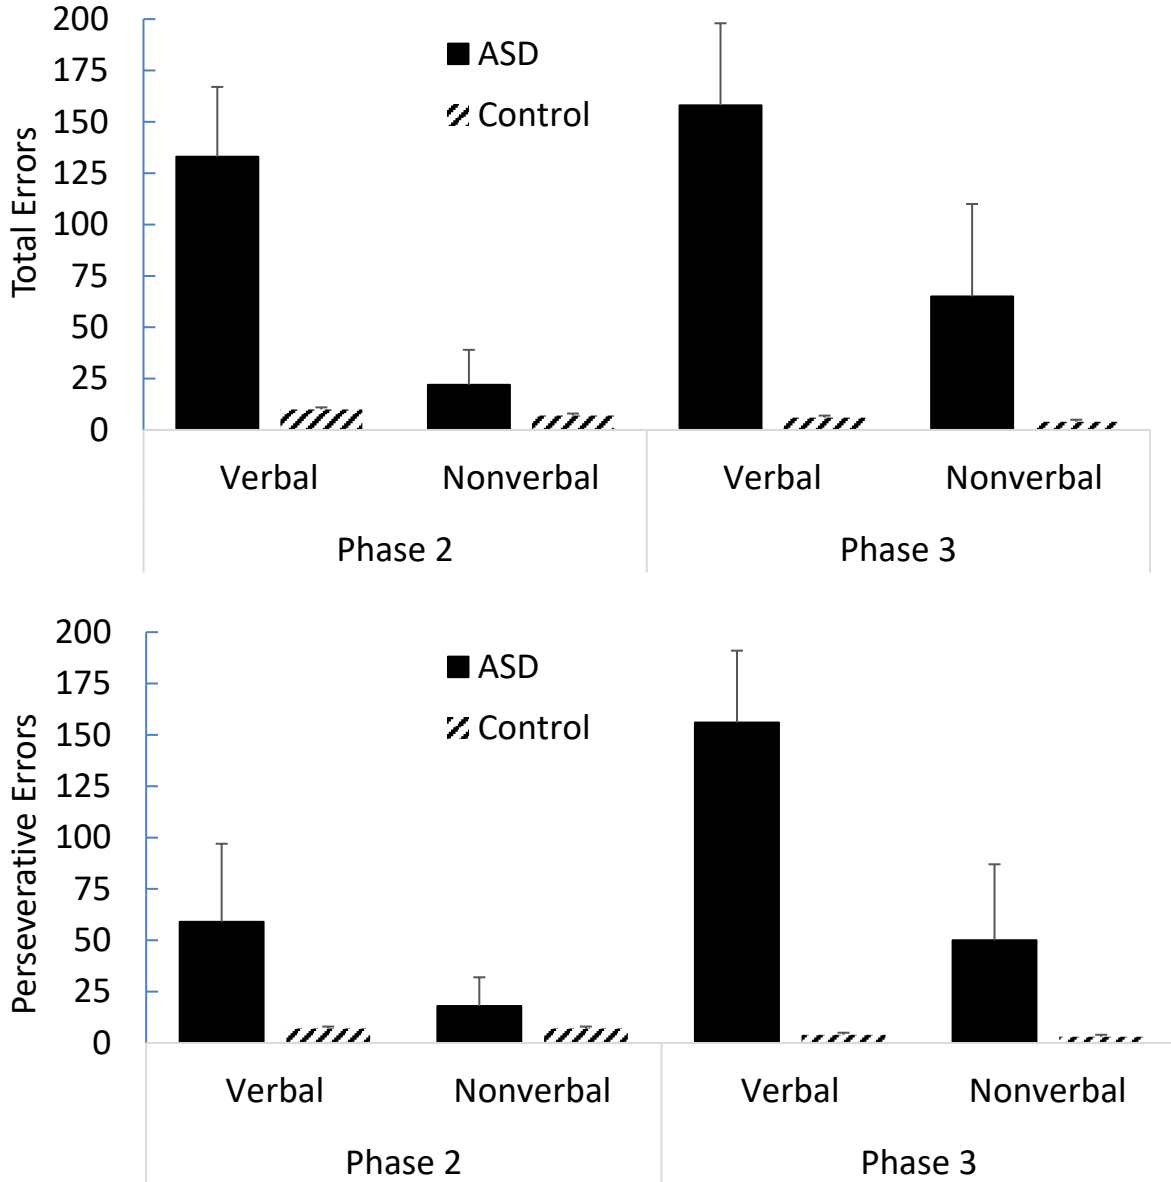 Total Errors
200
175
150
125
100
75
50
25
0
ASD
Control
Verbal Nonverbal Verbal Nonverbal
Phase 2 Phase 3
Perseverative Errors
200
175
150
125
100
75
50
25
0
ASD
Control
Verbal Nonverbal Verbal Nonverbal
Phase 2 Phase 3